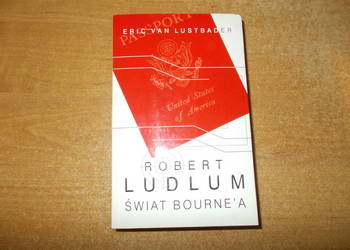 ERIC VAN LUSTBADER
PASSPORT
United States
of America
ROBERT
LUDLUM
ŚWIAT BOURNE'A